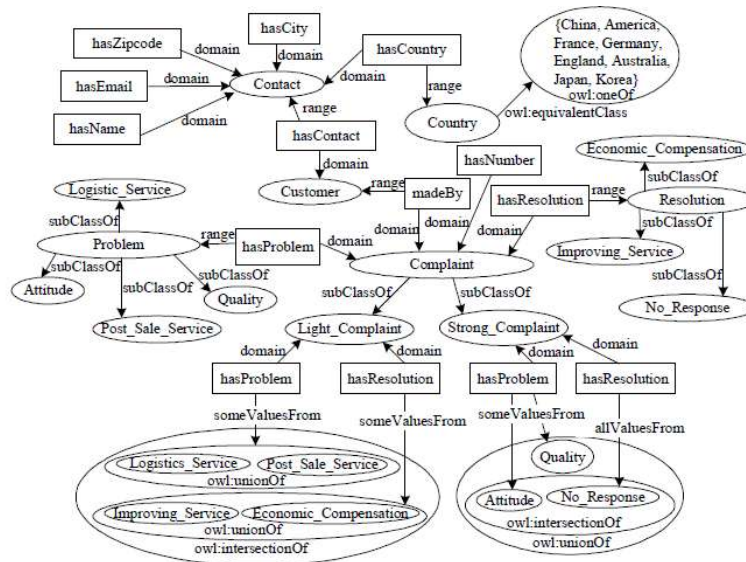 hasCity
{China, America,
France, Germany,
England, Australia,
Japan, Korea}
owl:oneOf
hasZipcode
domain
domain
hasCountry
domain
hasEmail
domain
Contact
range
Country
owl:equivalentClass
hasName
domain
range
hasContact
domain
hasNumber
Economic_Compensation
subClassOf
Logistic_Service
Customer
range
madeBy
hasResolution
range
Resolution
subClassOf
domain
domain
domain
subClassOf
Problem
range
hasProblem
domain
Complaint
Improving_Service
subClassOf
subClassOf
subClassOf
subClassOf
Attitude
Quality
Post_Sale_Service
subClassOf
subClassOf
No_Response
Light_Complaint
Strong_Complaint
domain
domain
domain
domain
hasProblem
hasResolution
hasProblem
hasResolution
someValuesFrom
someValuesFrom
someValuesFrom
allValuesFrom
Logistics_Service
Post_Sale_Service
owl:unionOf
Quality
Improving_Service
Economic_Compensation
owl:unionOf
owl:intersectionOf
Attitude
No_Response
owl:intersectionOf
owl:unionOf